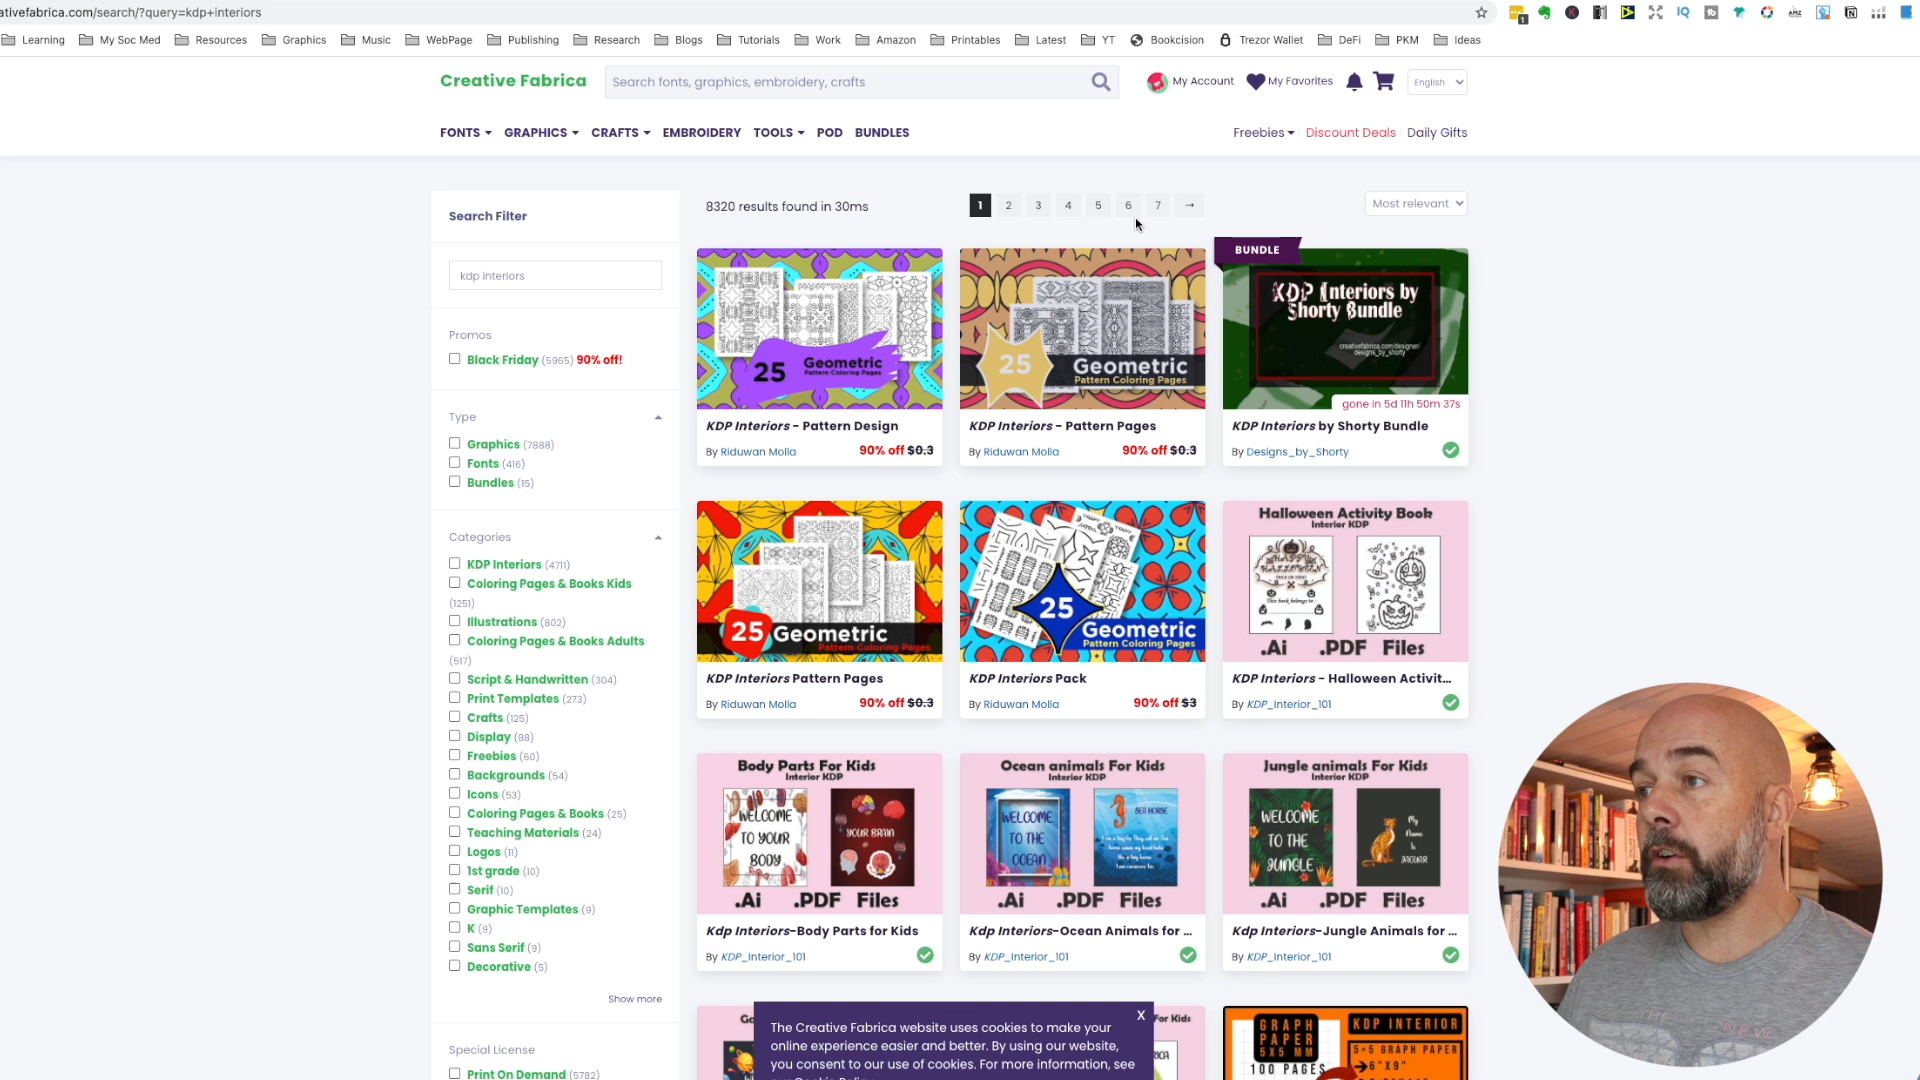 ativefabrica.com/search/?query=kdp+interiors
Learning My Soc Med Resources Graphics Music WebPage Publishing Research Blogs Tutorials Work Amazon Printables Latest YT Bookcision Trezor Wallet DeFi PKM Ideas
Creative Fabrica
Search fonts, graphics, embroidery, crafts
My Account My Favorites English
FONTS GRAPHICS CRAFTS EMBROIDERY TOOLS POD BUNDLES
Freebies Discount Deals Daily Gifts
Search Filter
kdp interiors
Promos
Black Friday (5965) 90% off!
Type
Graphics (7888)
Fonts (416)
Bundles (15)
Categories
KDP Interiors (4711)
Coloring Pages & Books Kids
(1251)
Illustrations (802)
Coloring Pages & Books Adults
(517)
Script & Handwritten (304)
Print Templates (273)
Crafts (125)
Display (88)
Freebies (60)
Backgrounds (54)
Icons (53)
Coloring Pages & Books (25)
Teaching Materials (24)
Logos (11)
1st grade (10)
Serif (10)
Graphic Templates (9)
K (9)
Sans Serif (9)
Decorative (5)
Show more
Special License
Print On Demand (5782)
8320 results found in 30ms
1 2 3 4 5 6 7 →
Most relevant
25 Geometric
Pattern Coloring Pages
KDP Interiors - Pattern Design
By Riduwan Molla 90% off $0.3
25 Geometric
Pattern Coloring Pages
KDP Interiors - Pattern Pages
By Riduwan Molla 90% off $0.3
BUNDLE
KDP Interiors by
Shorty Bundle
creativefabrica.com/designer/
designs_by_shorty
gone in 5d 11h 50m 37s
KDP Interiors by Shorty Bundle
By Designs_by_Shorty
25 Geometric
Pattern Coloring Pages
KDP Interiors Pattern Pages
By Riduwan Molla 90% off $0.3
25
Geometric
Pattern Coloring Pages
KDP Interiors Pack
By Riduwan Molla 90% off $3
Halloween Activity Book
Interior KDP
.Ai .PDF Files
KDP Interiors - Halloween Activit...
By KDP_Interior_101
Body Parts For Kids
Interior KDP
WELCOME
TO YOUR
BODY
YOUR BRAIN
.Ai .PDF Files
Kdp Interiors-Body Parts for Kids
By KDP_Interior_101
Ocean animals For Kids
Interior KDP
WELCOME
TO THE
OCEAN
SEA HORSE
.Ai .PDF Files
Kdp Interiors-Ocean Animals for ...
By KDP_Interior_101
Jungle animals For Kids
Interior KDP
WELCOME
TO THE
JUNGLE
My
Name
Is
JAGUAR
.Ai .PDF Files
Kdp Interiors-Jungle Animals for ...
By KDP_Interior_101
For Kids
GRAPH
PAPER
5X5 MM
100 PAGES
KDP INTERIOR
5×5 GRAPH PAPER
6"X9"
X
The Creative Fabrica website uses cookies to make your
online experience easier and better. By using our website,
you consent to our use of cookies. For more information, see